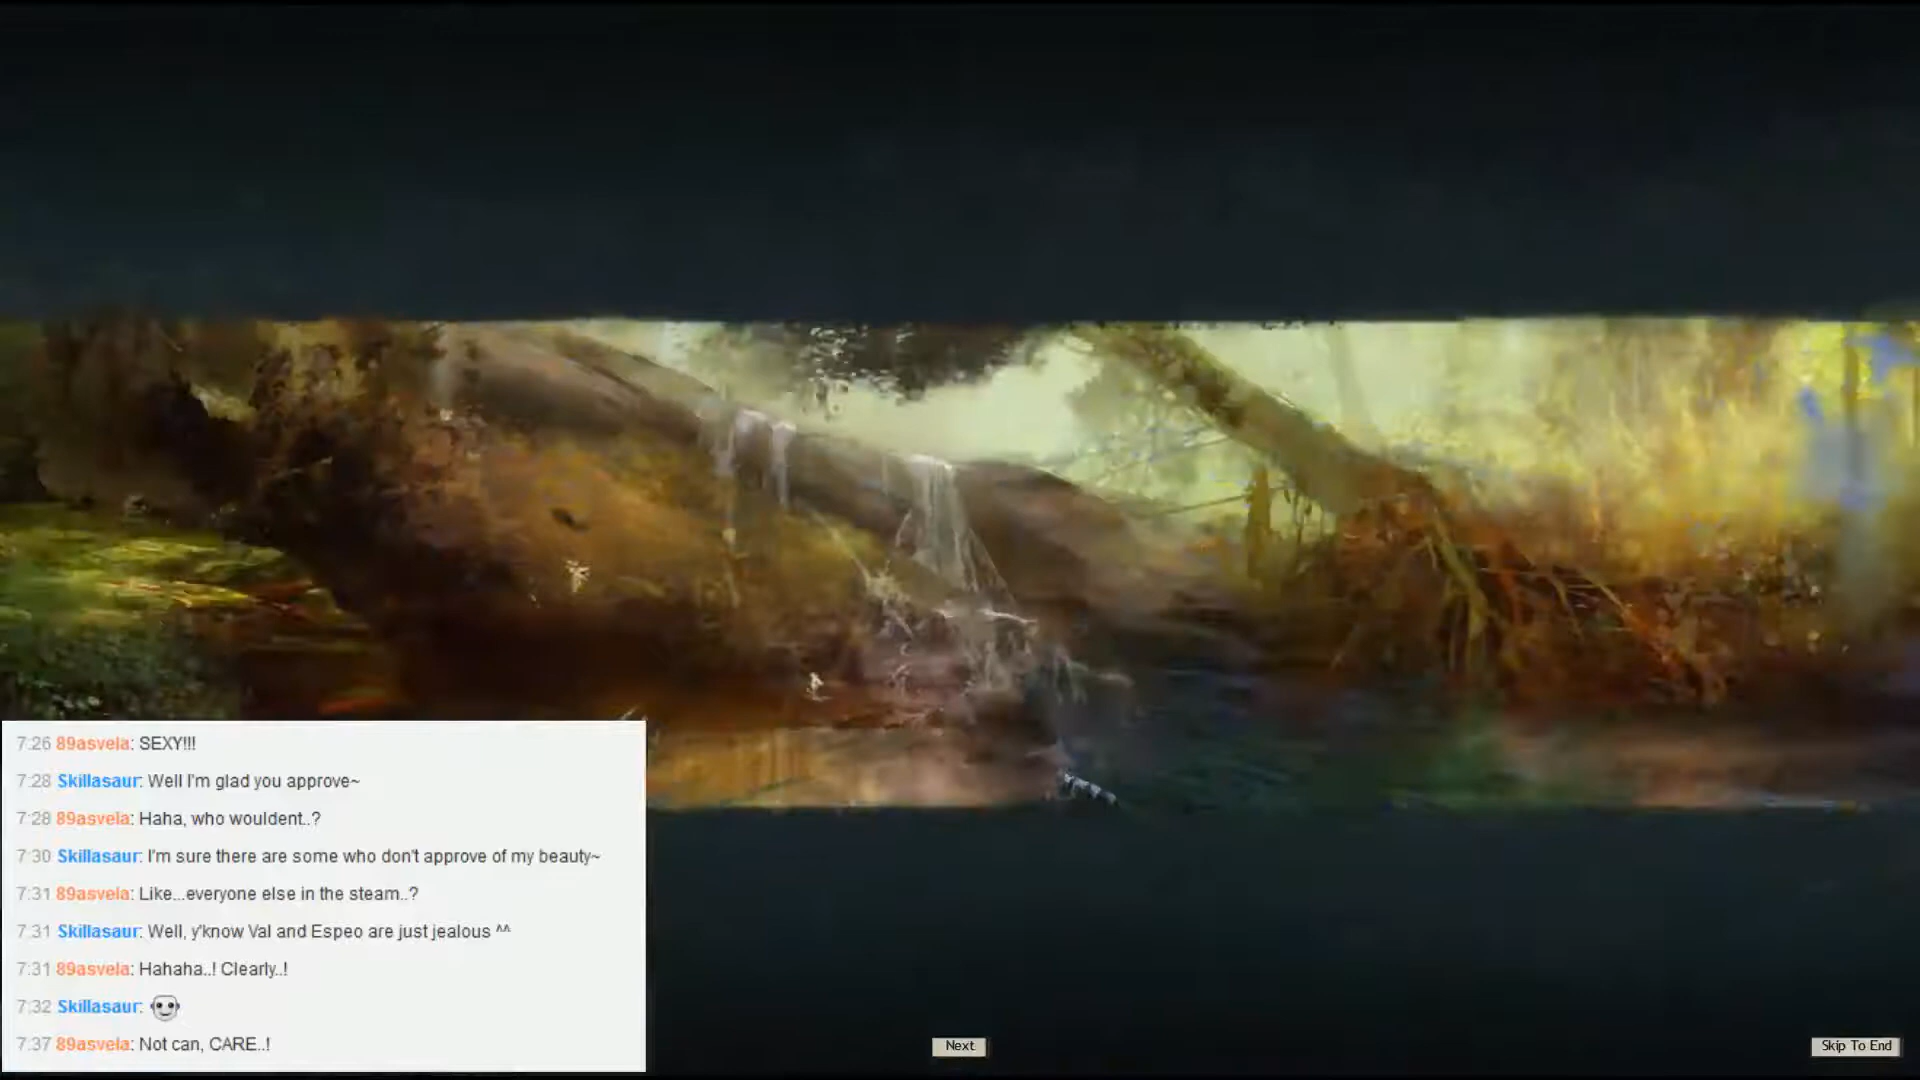 7:26 89asvela: SEXY!!!
7:28 Skillasaur: Well I'm glad you approve~
7:28 89asvela: Haha, who wouldent..?
7:30 Skillasaur: I'm sure there are some who don't approve of my beauty~
7:31 89asvela: Like...everyone else in the steam..?
7:31 Skillasaur: Well, y'know Val and Espeo are just jealous ^^
7:31 89asvela: Hahaha..! Clearly..!
7:32 Skillasaur:
7:37 89asvela: Not can, CARE..!
Next
Skip To End